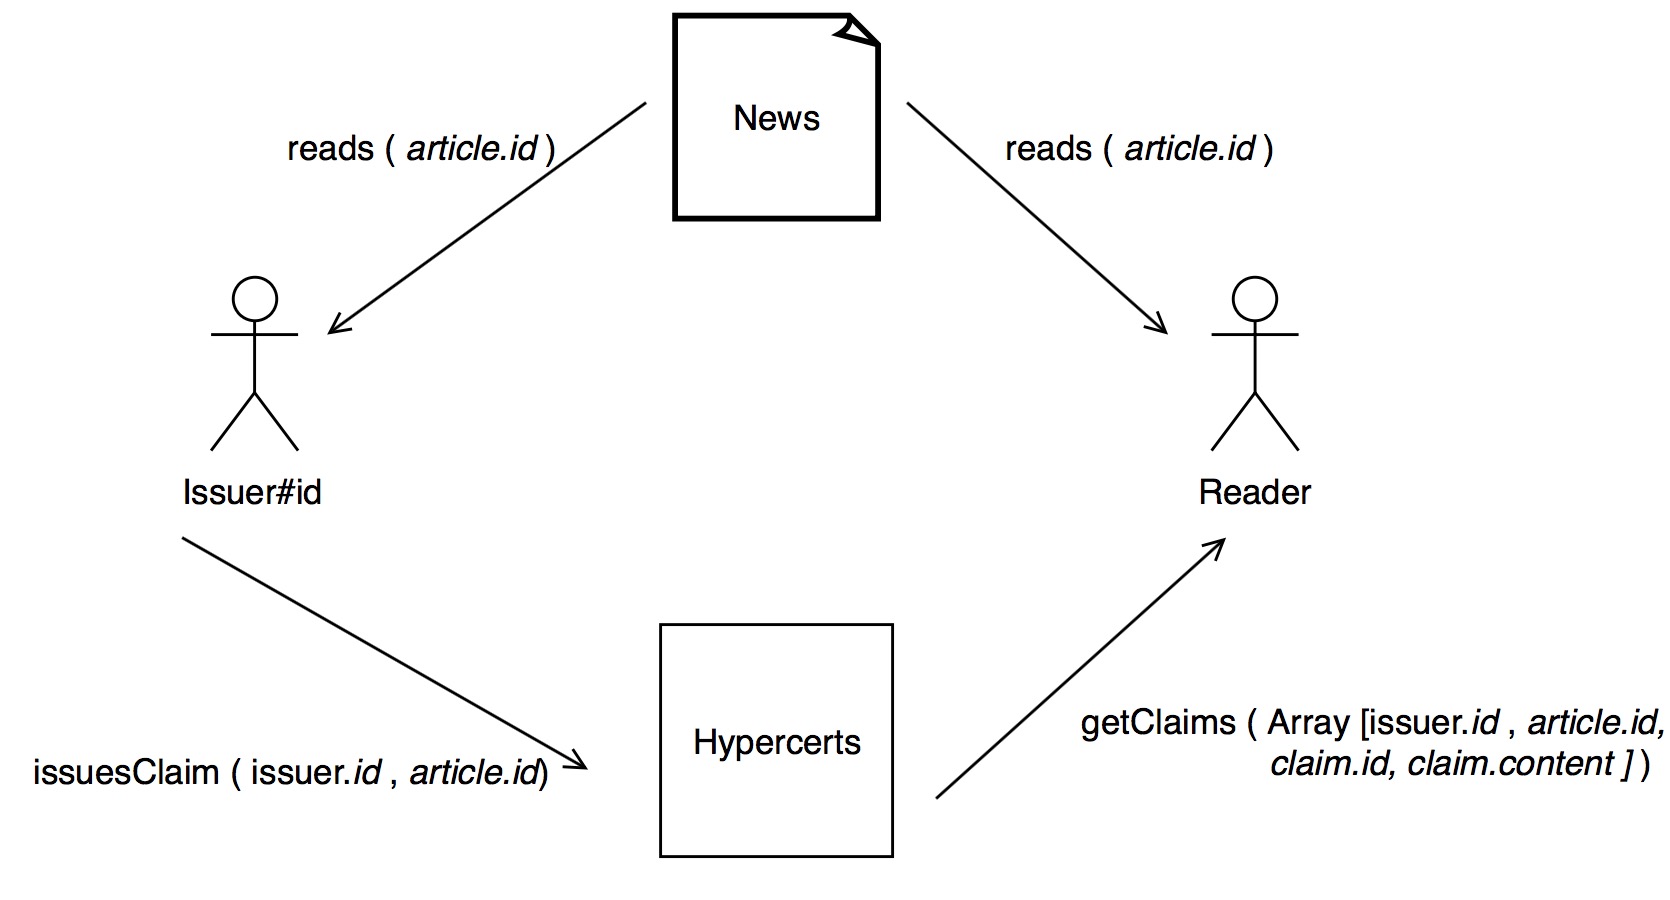 News
reads ( article.id )
reads ( article.id )
Issuer#id
Reader
issuesClaim ( issuer.id , article.id)
Hypercerts
getClaims ( Array [issuer.id , article.id,
claim.id, claim.content ] )